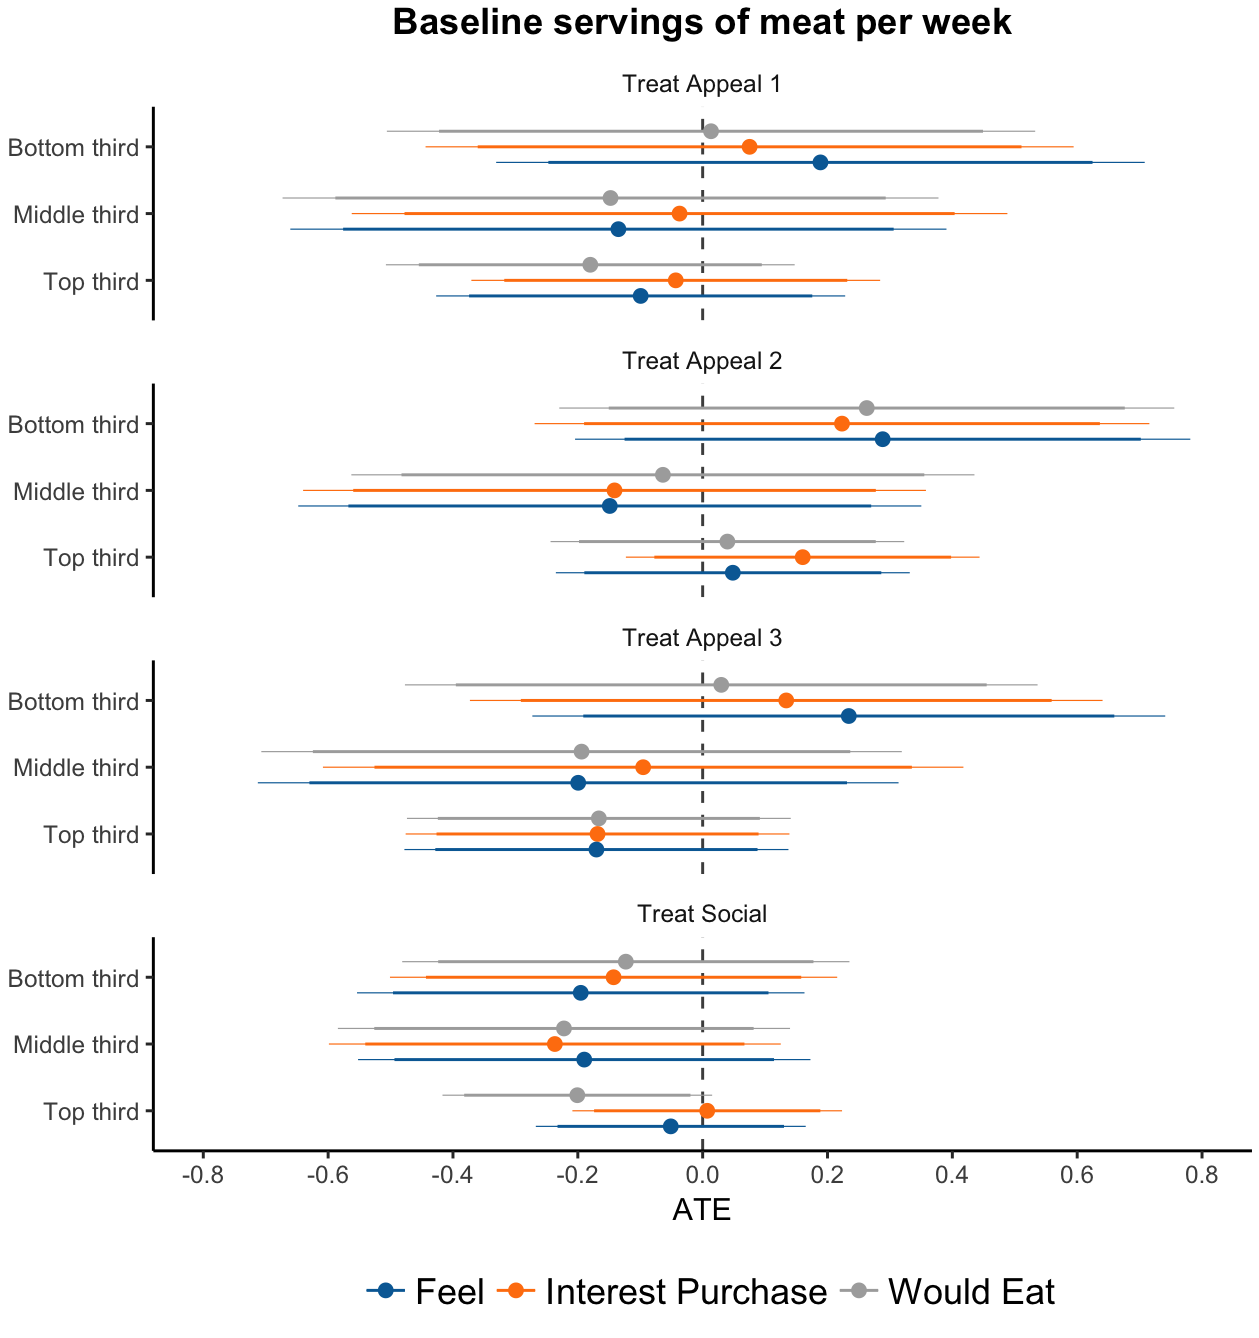 Baseline servings of meat per week
Treat Appeal 1
Bottom third
Middle third
Top third
Treat Appeal 2
Bottom third
Middle third
Top third
Treat Appeal 3
Bottom third
Middle third
Top third
Treat Social
Bottom third
Middle third
Top third
-0.8 -0.6 -0.4 -0.2 0.0 0.2 0.4 0.6 0.8
ATE
Feel Interest Purchase Would Eat